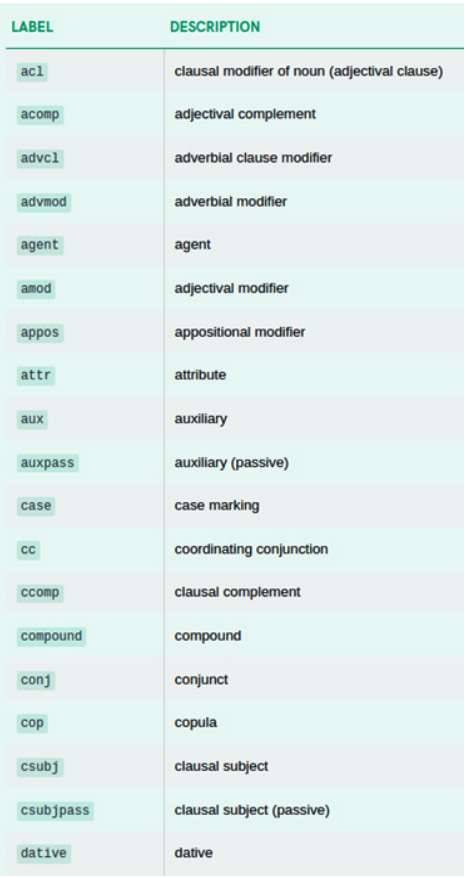 LABEL DESCRIPTION
acl clausal modifier of noun (adjectival clause)
acomp adjectival complement
advcl adverbial clause modifier
advmod adverbial modifier
agent agent
amod adjectival modifier
appos appositional modifier
attr attribute
aux auxiliary
auxpass auxiliary (passive)
case case marking
cc coordinating conjunction
ccomp clausal complement
compound compound
conj conjunct
cop copula
csubj clausal subject
csubjpass clausal subject (passive)
dative dative